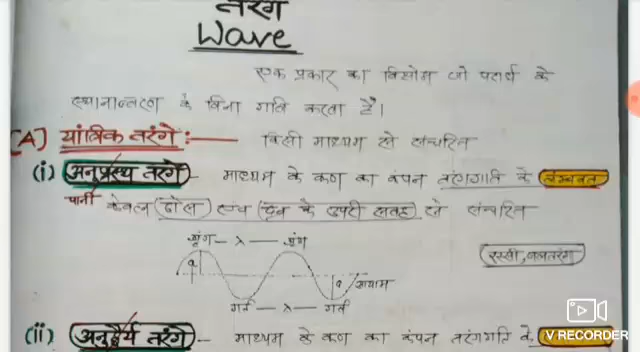 तरंग
Wave
एक प्रकार का विक्षोभ जो पदार्थ के
स्थानान्तरण के बिना गति करता है।
[A] यांत्रिक तरंगे :— किसी माध्यम से संचरित
(i) अनुप्रस्थ तरंगे - माध्यम के कण का कंपन तरंगगति के लम्बवत
पानी केवल ठोस एवं द्रव के उपरी सतह से संचरित
श्रृंग - λ - श्रृंग
रस्सी, जलतरंग
a a आयाम
गर्त - λ - गर्त
(ii) अनुदैर्य तरंगे - माध्यम के कण का कंपन तरंगगति के
V RECORDER